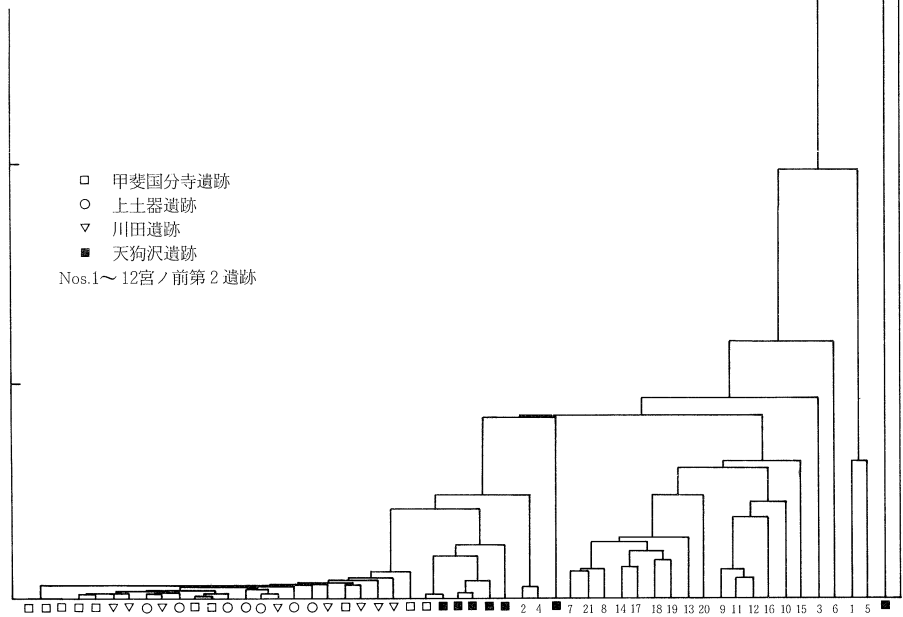 □ 甲斐国分寺遺跡
○ 上土器遺跡
▽ 川田遺跡
■ 天狗沢遺跡
Nos.1～12宮ノ前第2遺跡
2 4 7 21 8 14 17 18 19 13 20 9 11 12 16 10 15 3 6 1 5